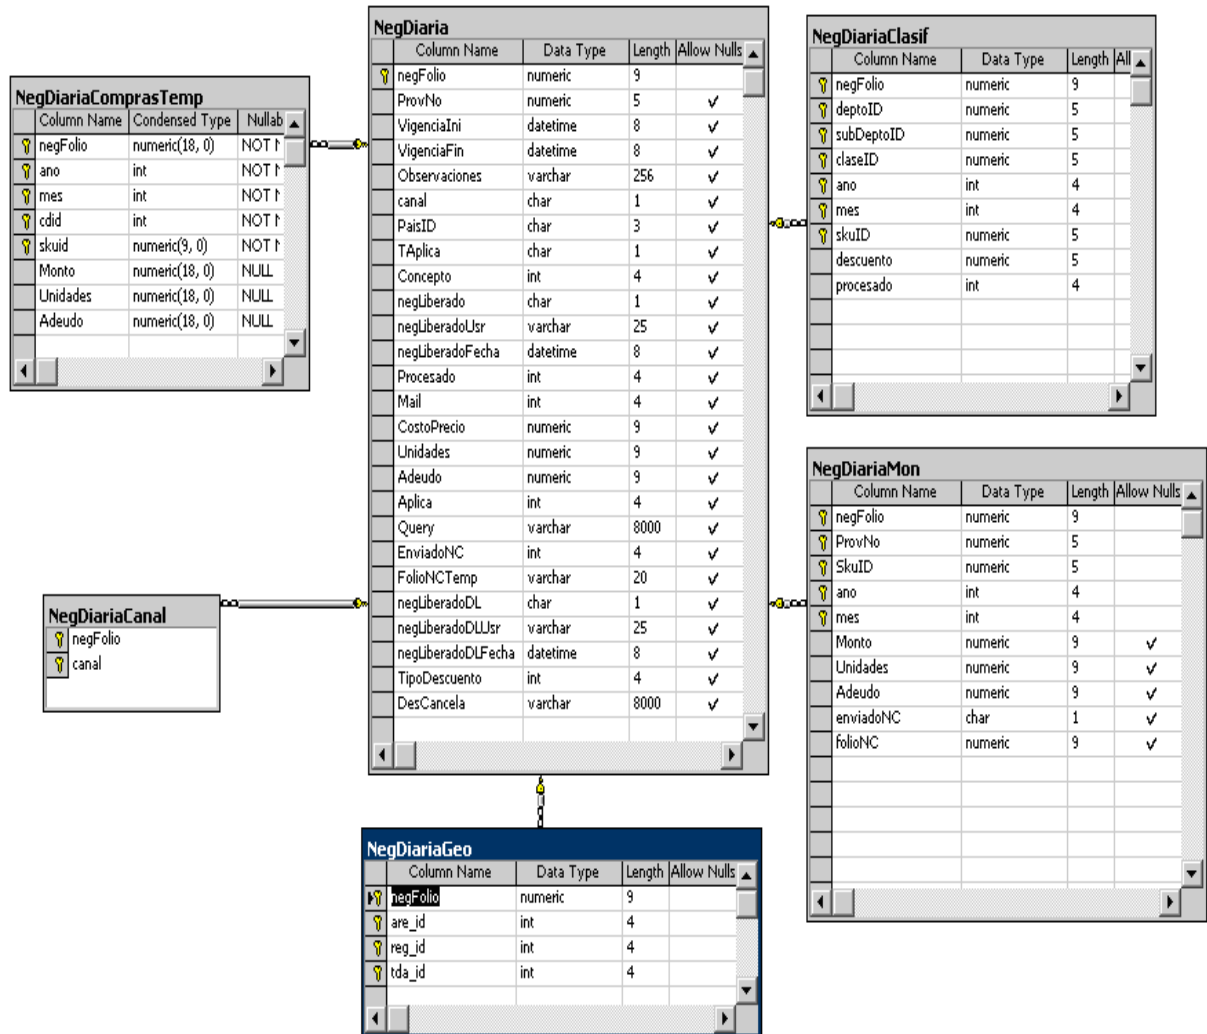 NegDiariaComprasTemp
Column Name Condensed Type Nullab
negFolio numeric(18, 0) NOT N
ano int NOT N
mes int NOT N
cdid int NOT N
skuid numeric(9, 0) NOT N
Monto numeric(18, 0) NULL
Unidades numeric(18, 0) NULL
Adeudo numeric(18, 0) NULL
NegDiaria
Column Name Data Type Length Allow Nulls
negFolio numeric 9
ProvNo numeric 5 ✓
VigenciaIni datetime 8 ✓
VigenciaFin datetime 8 ✓
Observaciones varchar 256 ✓
canal char 1 ✓
PaisID char 3 ✓
TAplica char 1 ✓
Concepto int 4 ✓
negLiberado char 1 ✓
negLiberadoUsr varchar 25 ✓
negLiberadoFecha datetime 8 ✓
Procesado int 4 ✓
Mail int 4 ✓
CostoPrecio numeric 9 ✓
Unidades numeric 9 ✓
Adeudo numeric 9 ✓
Aplica int 4 ✓
Query varchar 8000 ✓
EnviadoNC int 4 ✓
FolioNCTemp varchar 20 ✓
negLiberadoDL char 1 ✓
negLiberadoDLUsr varchar 25 ✓
negLiberadoDLFecha datetime 8 ✓
TipoDescuento int 4 ✓
DesCancela varchar 8000 ✓
NegDiariaClasif
Column Name Data Type Length All
negFolio numeric 9
deptoID numeric 5
subDeptoID numeric 5
claseID numeric 5
ano int 4
mes int 4
skuID numeric 5
descuento numeric 5
procesado int 4
NegDiariaMon
Column Name Data Type Length Allow Nulls
negFolio numeric 9
ProvNo numeric 5
SkuID numeric 5
ano int 4
mes int 4
Monto numeric 9 ✓
Unidades numeric 9 ✓
Adeudo numeric 9 ✓
enviadoNC char 1 ✓
folioNC numeric 9 ✓
NegDiariaCanal
negFolio
canal
NegDiariaGeo
Column Name Data Type Length Allow Nulls
negFolio numeric 9
are_id int 4
reg_id int 4
tda_id int 4